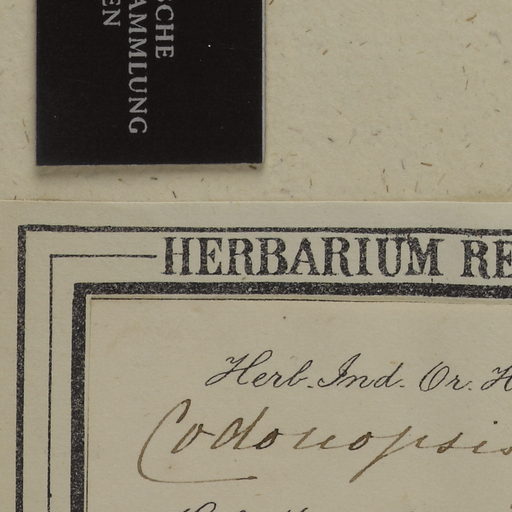 SCHE
AMMLUNG
EN
HERBARIUM RE
Herb. Ind. Or. H
Codonopsis